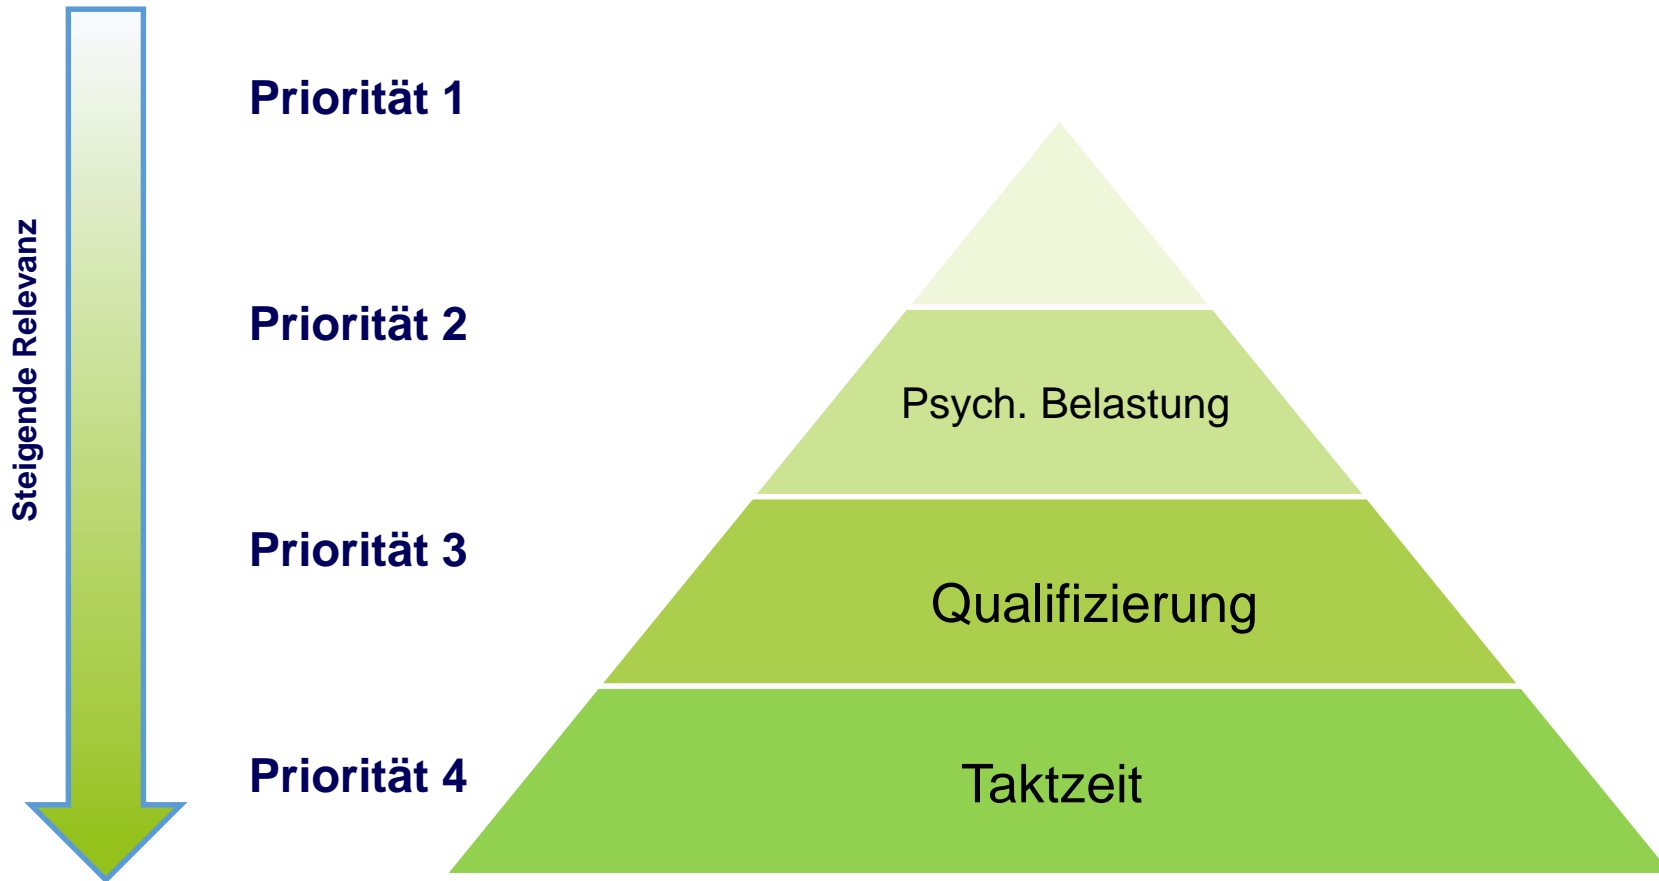 Steigende Relevanz
Priorität 1
Priorität 2
Psych. Belastung
Priorität 3
Qualifizierung
Priorität 4
Taktzeit